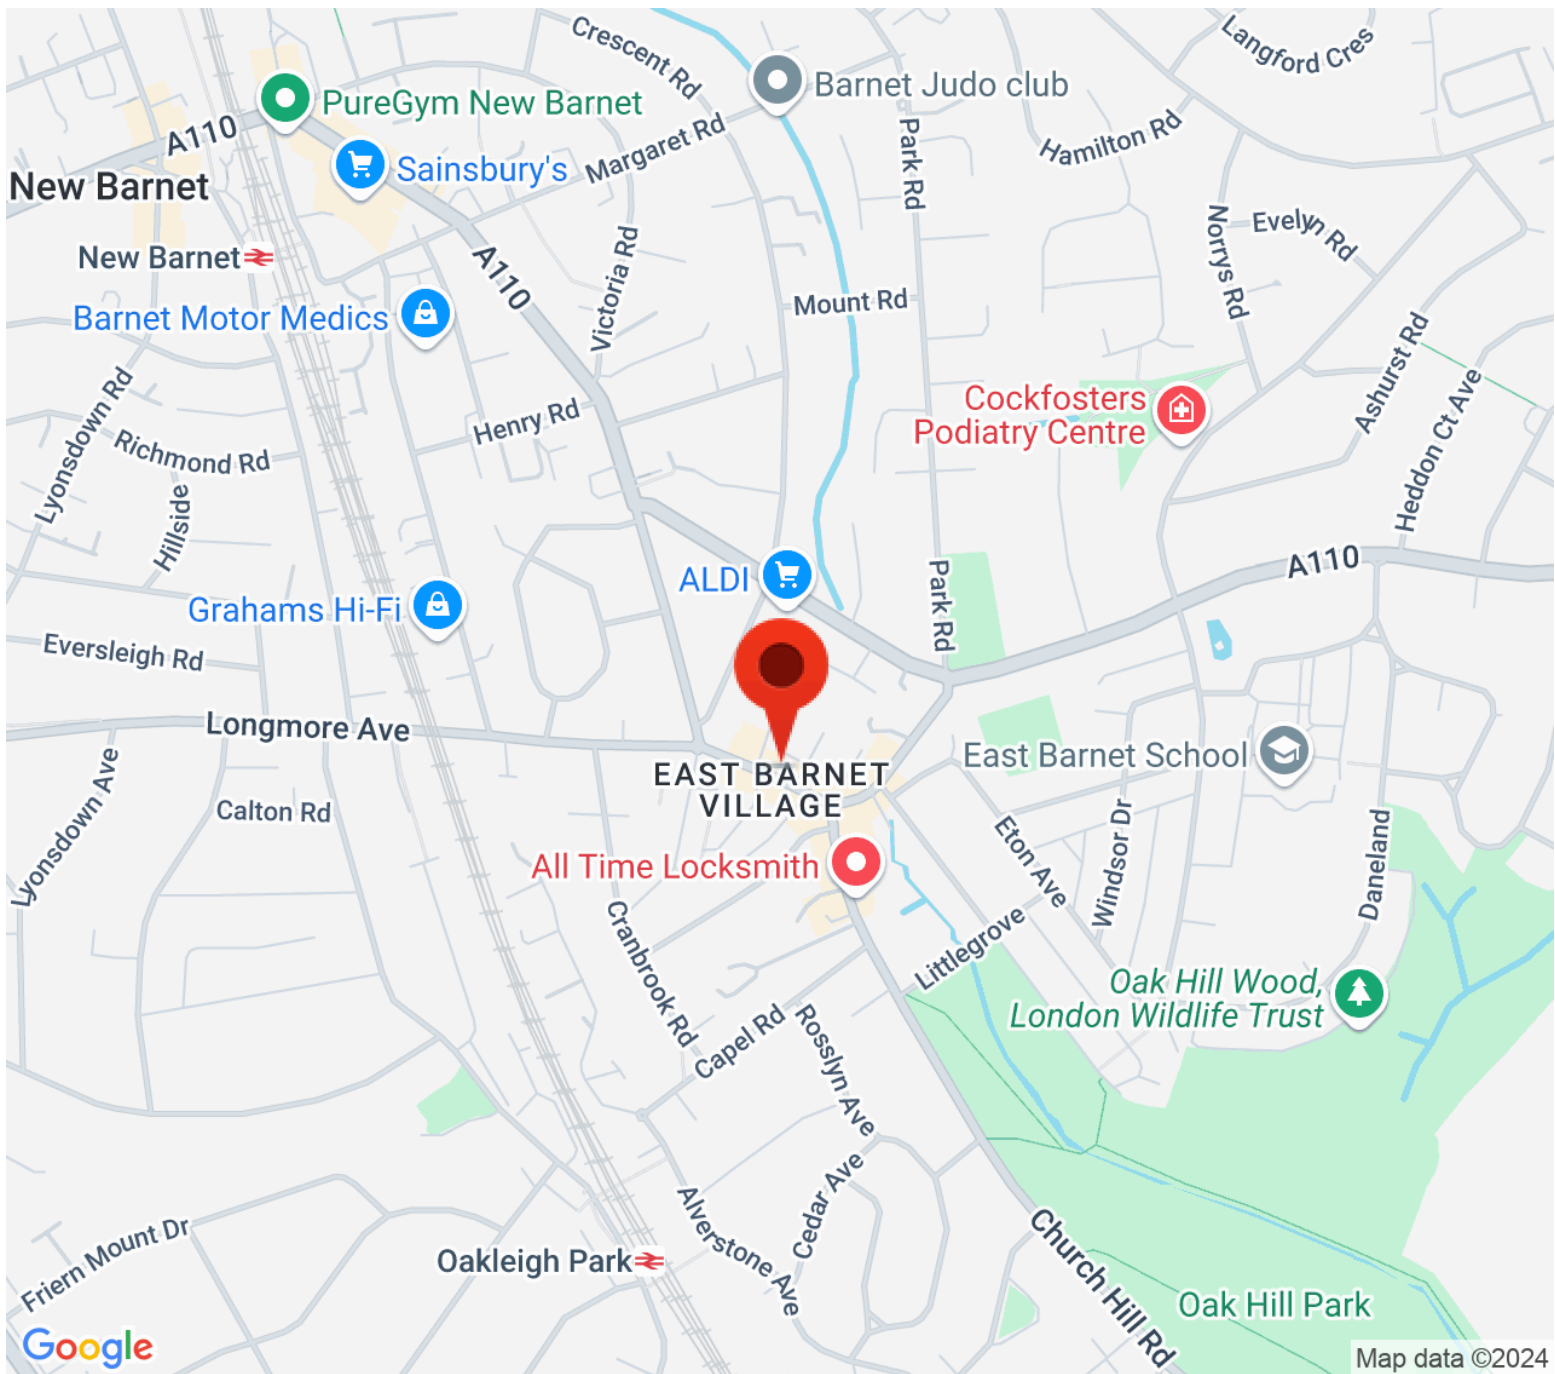 Crescent Rd
Langford Cres
PureGym New Barnet
Barnet Judo club
A110
Sainsbury's
Margaret Rd
Park Rd
Hamilton Rd
New Barnet
New Barnet
A110
Victoria Rd
Norrys Rd
Evelyn Rd
Barnet Motor Medics
Mount Rd
Lyonsdown Rd
Richmond Rd
Hillside
Henry Rd
Cockfosters
Podiatry Centre
Ashurst Rd
Heddon Ct Ave
ALDI
A110
Grahams Hi-Fi
Park Rd
Eversleigh Rd
Longmore Ave
East Barnet School
EAST BARNET
VILLAGE
Lyonsdown Ave
Calton Rd
All Time Locksmith
Eton Ave
Windsor Dr
Daneland
Cranbrook Rd
Littlegrove
Oak Hill Wood,
London Wildlife Trust
Capel Rd
Rosslyn Ave
Cedar Ave
Friern Mount Dr
Oakleigh Park
Alverstone Ave
Church Hill Rd
Oak Hill Park
Google
Map data ©2024